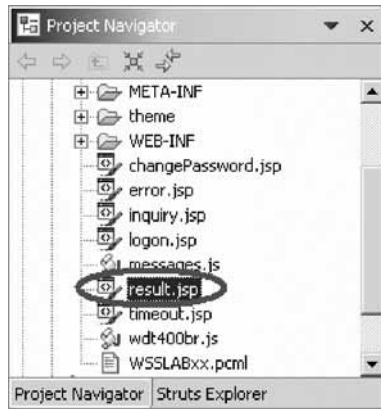 Project Navigator
META-INF
theme
WEB-INF
changePassword.jsp
error.jsp
inquiry.jsp
logon.jsp
messages.js
result.jsp
timeout.jsp
wdt400br.js
WSSLABxx.pcml
Project Navigator Struts Explorer